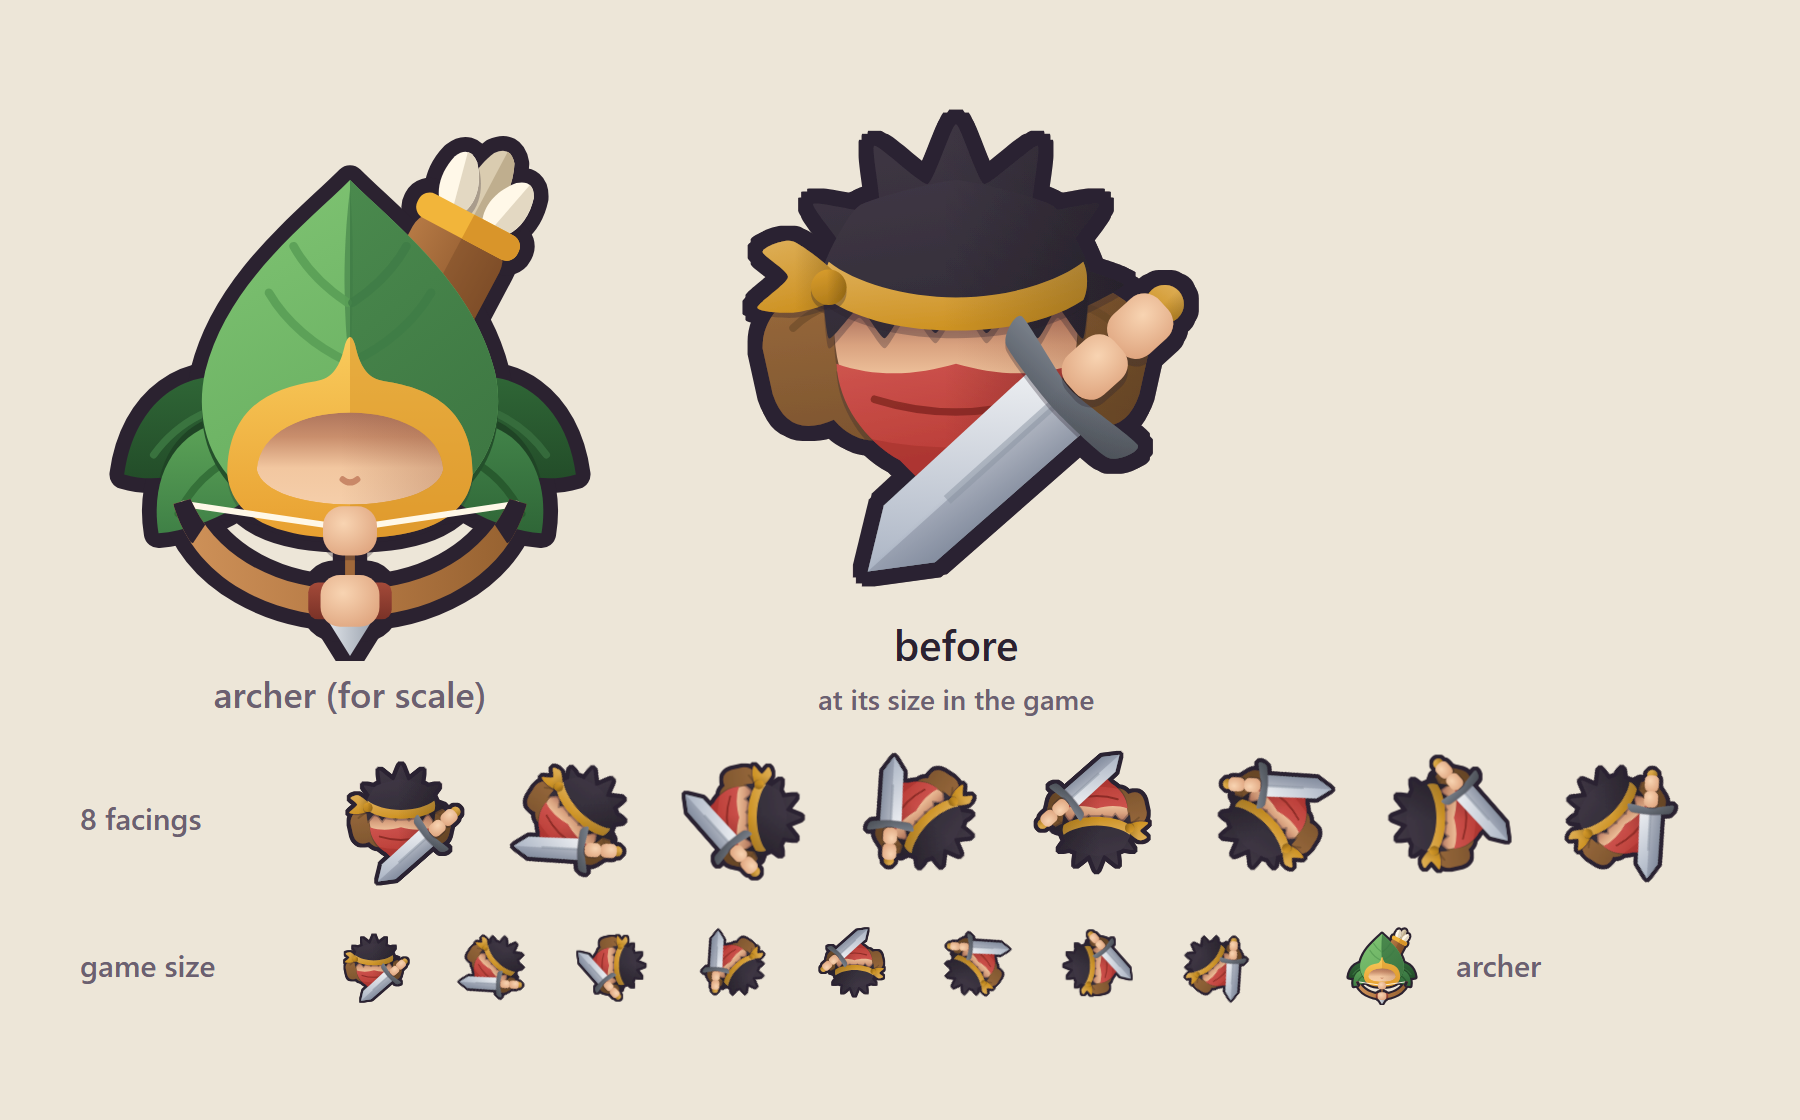 before
archer (for scale)
at its size in the game
8 facings
game size
archer